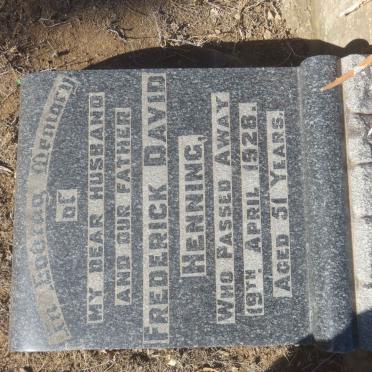 In Loving Memory
of
MY DEAR HUSBAND
AND OUR FATHER
FREDERICK DAVID
HENNING,
WHO PASSED AWAY
19TH APRIL 1928.
AGED 51 YEARS.